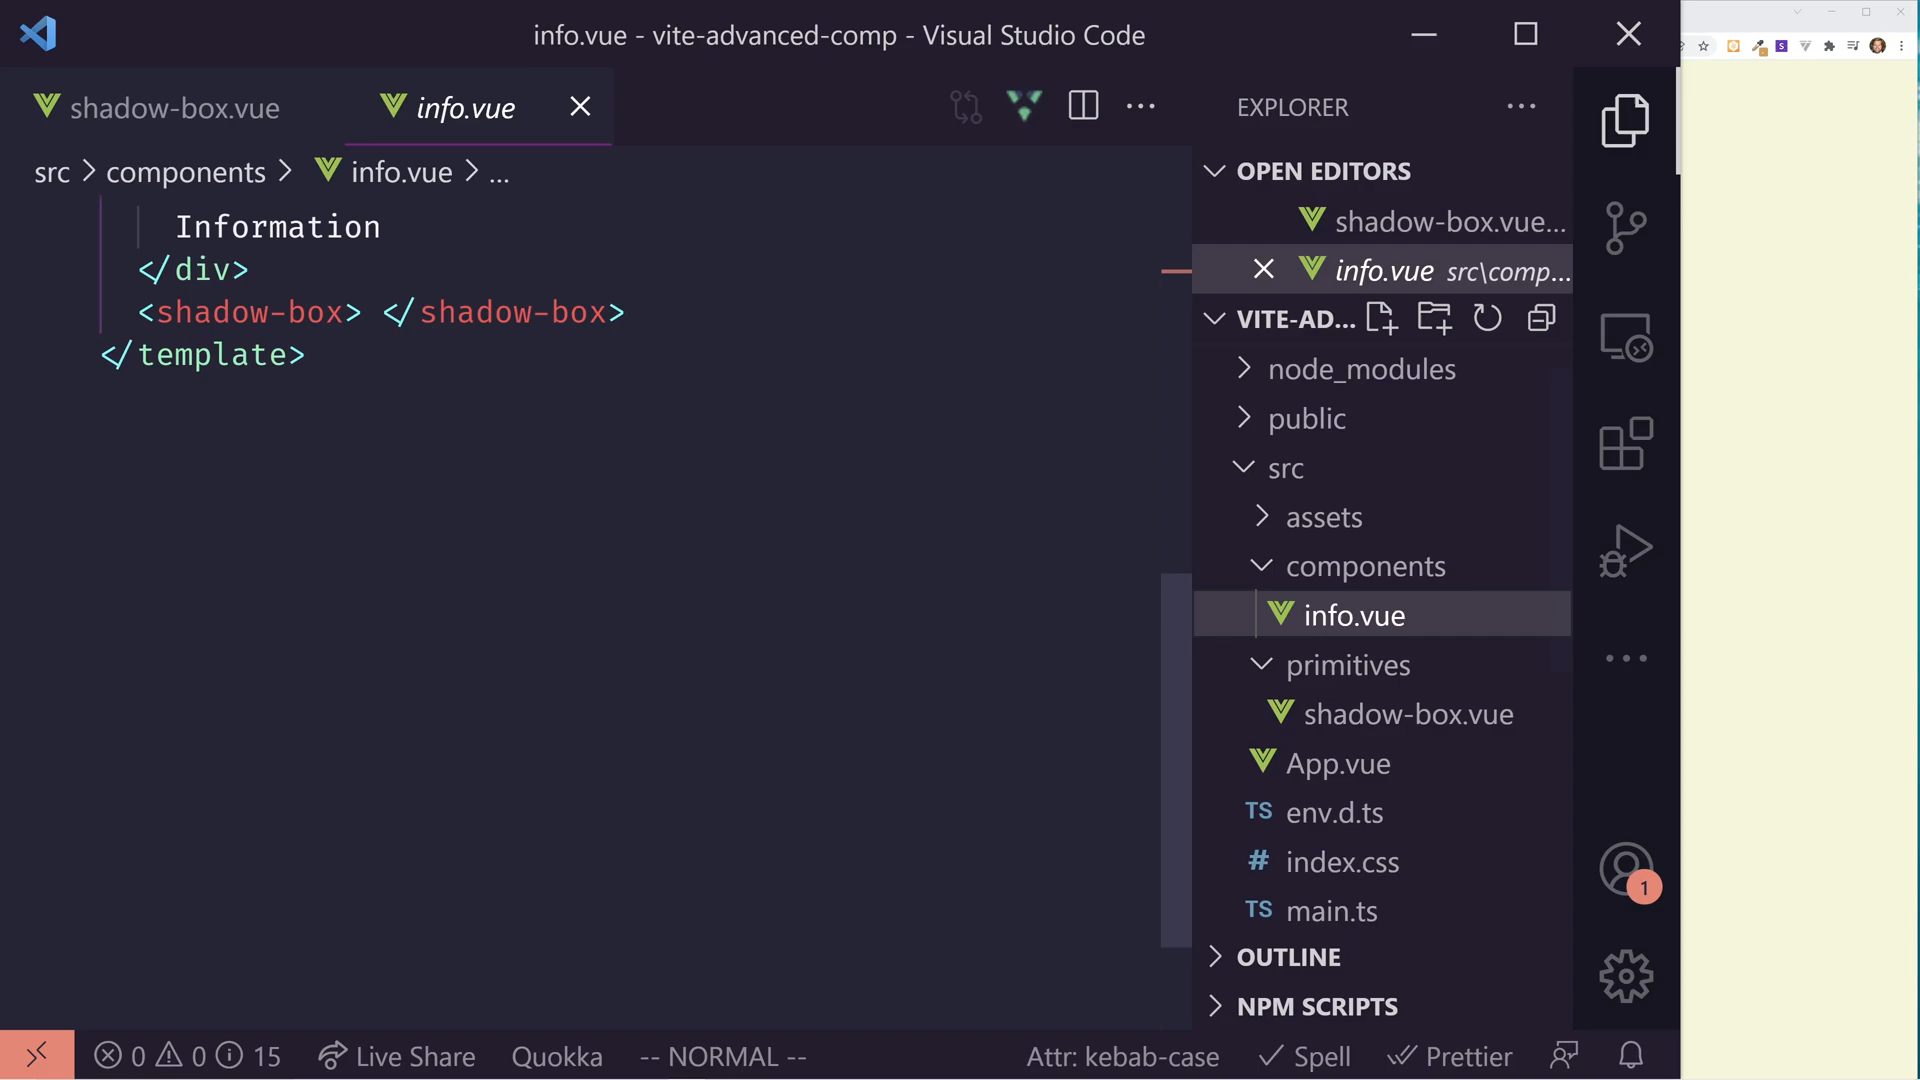 info.vue - vite-advanced-comp - Visual Studio Code
shadow-box.vue
info.vue
EXPLORER
src > components > info.vue > ...
Information
</div>
<shadow-box> </shadow-box>
</template>
OPEN EDITORS
shadow-box.vue...
info.vue src\comp...
VITE-AD...
node_modules
public
src
assets
components
info.vue
primitives
shadow-box.vue
App.vue
TS env.d.ts
# index.css
TS main.ts
OUTLINE
NPM SCRIPTS
1
0 0 15 Live Share Quokka -- NORMAL -- Attr: kebab-case Spell Prettier